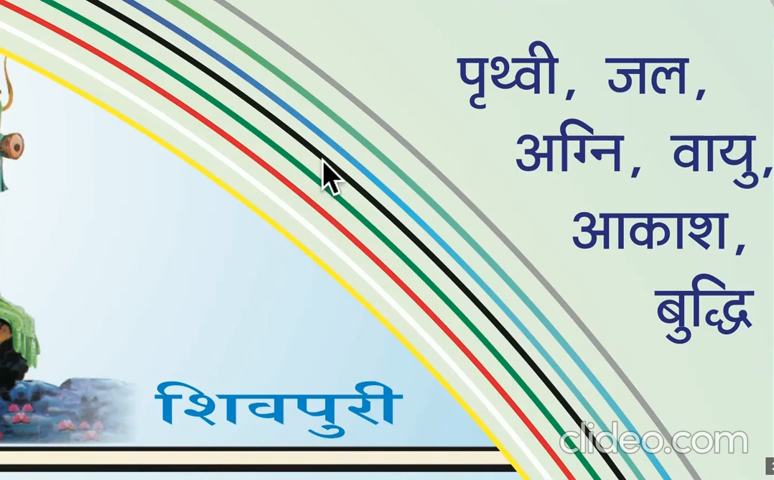 पृथ्वी, जल,
अग्नि, वायु,
आकाश,
बुद्धि
शिवपुरी
clideo.com